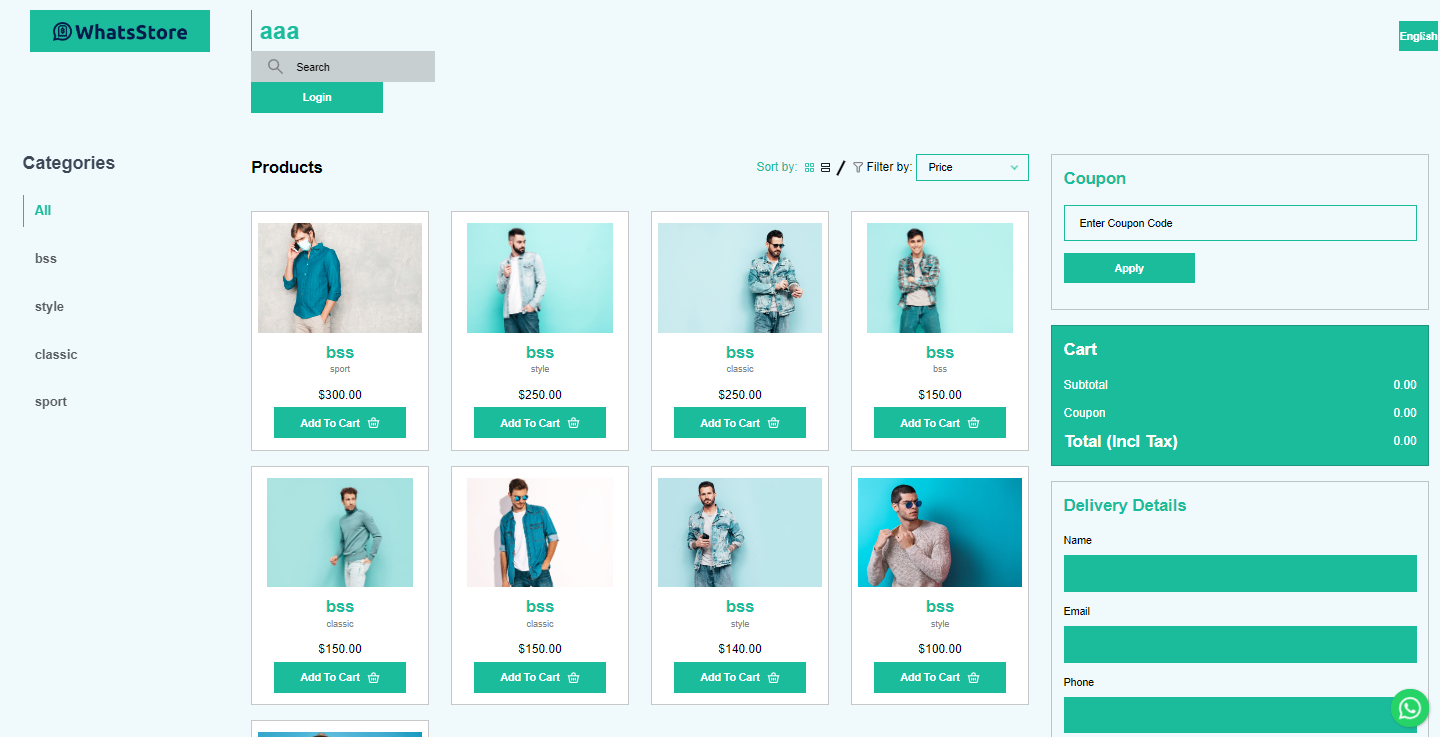 WhatsStore
aaa
English
Search
Login
Categories
All
bss
style
classic
sport
Products
Sort by:
Filter by:
Price
bss
sport
$300.00
Add To Cart
bss
style
$250.00
Add To Cart
bss
classic
$250.00
Add To Cart
bss
bss
$150.00
Add To Cart
bss
classic
$150.00
Add To Cart
bss
classic
$150.00
Add To Cart
bss
style
$140.00
Add To Cart
bss
style
$100.00
Add To Cart
Coupon
Enter Coupon Code
Apply
Cart
Subtotal 0.00
Coupon 0.00
Total (Incl Tax) 0.00
Delivery Details
Name
Email
Phone